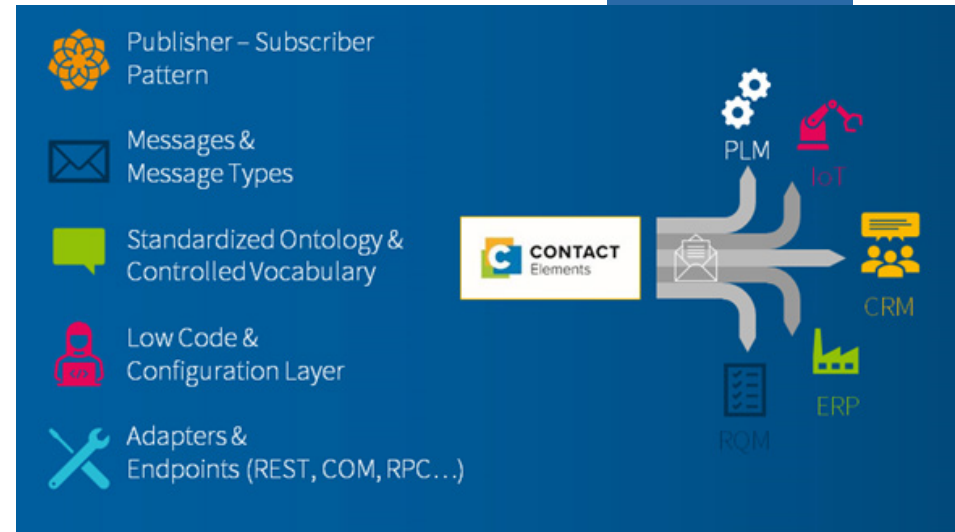 Publisher – Subscriber
Pattern
Messages &
Message Types
Standardized Ontology &
Controlled Vocabulary
Low Code &
Configuration Layer
</>
Adapters &
Endpoints (REST, COM, RPC…)
C CONTACT
Elements
PLM
IoT
CRM
ERP
RQM